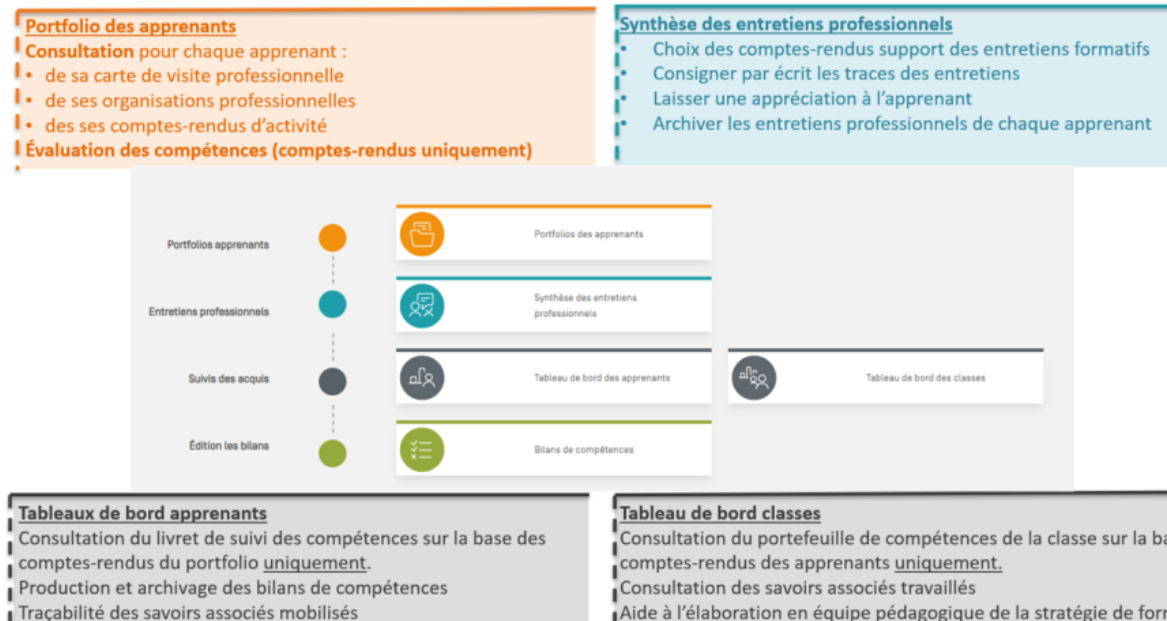 Portfolio des apprenants
Consultation pour chaque apprenant :
• de sa carte de visite professionnelle
• de ses organisations professionnelles
• des ses comptes-rendus d'activité
Évaluation des compétences (comptes-rendus uniquement)
Synthèse des entretiens professionnels
• Choix des comptes-rendus support des entretiens formatifs
• Consigner par écrit les traces des entretiens
• Laisser une appréciation à l'apprenant
• Archiver les entretiens professionnels de chaque apprenant
Portfolios apprenants
Portfolios des apprenants
Entretiens professionnels
Synthèse des entretiens
professionnels
Suivis des acquis
Tableau de bord des apprenants
Tableau de bord des classes
Édition les bilans
Bilans de compétences
Tableaux de bord apprenants
Consultation du livret de suivi des compétences sur la base des
comptes-rendus du portfolio uniquement.
Production et archivage des bilans de compétences
Traçabilité des savoirs associés mobilisés
Tableau de bord classes
Consultation du portefeuille de compétences de la classe sur la
comptes-rendus des apprenants uniquement.
Consultation des savoirs associés travaillés
Aide à l'élaboration en équipe pédagogique de la stratégie de